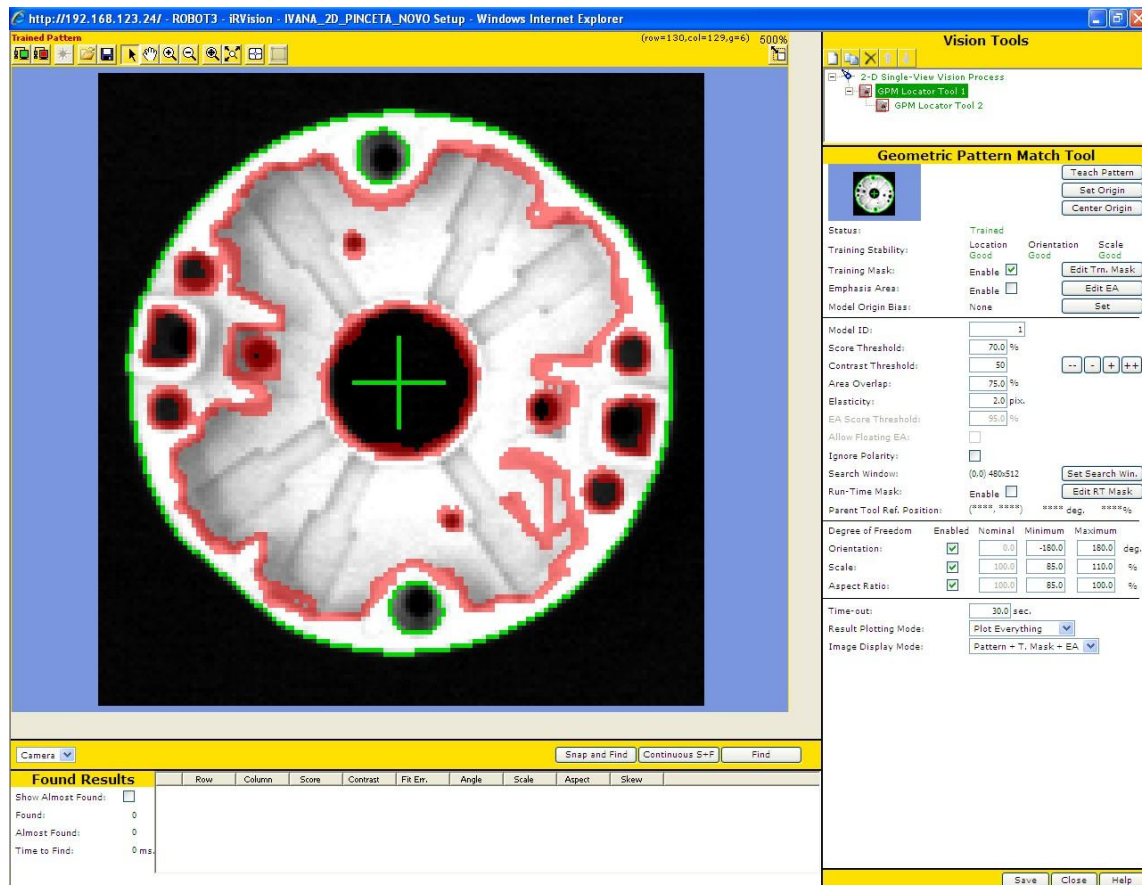 http://192.168.123.24/ - ROBOT3 - iRVision - IVANA_2D_PINCETA_NOVO Setup - Windows Internet Explorer
Trained Pattern
(row=130,col=129,g=6) 500%
Vision Tools
2-D Single-View Vision Process
GPM Locator Tool 1
GPM Locator Tool 2
Geometric Pattern Match Tool
Teach Pattern
Set Origin
Center Origin
Status: Trained
Training Stability: Location Orientation Scale
Good Good Good
Training Mask: Enable Edit Trn. Mask
Emphasis Area: Enable Edit EA
Model Origin Bias: None Set
Model ID: 1
Score Threshold: 70.0 %
Contrast Threshold: 50 -- - + ++
Area Overlap: 75.0 %
Elasticity: 2.0 pix.
EA Score Threshold: 95.0 %
Allow Floating EA:
Ignore Polarity:
Search Window: (0,0) 480x512 Set Search Win.
Run-Time Mask: Enable Edit RT Mask
Parent Tool Ref. Position: (****, ****) **** deg. ****%
Degree of Freedom Enabled Nominal Minimum Maximum
Orientation: 0.0 -180.0 180.0 deg.
Scale: 100.0 85.0 110.0 %
Aspect Ratio: 100.0 85.0 100.0 %
Time-out: 30.0 sec.
Result Plotting Mode: Plot Everything
Image Display Mode: Pattern + T. Mask + EA
Camera Snap and Find Continuous S+F Find
Found Results
Row Column Score Contrast Fit Err. Angle Scale Aspect Skew
Show Almost Found:
Found: 0
Almost Found: 0
Time to Find: 0 ms.
Save Close Help